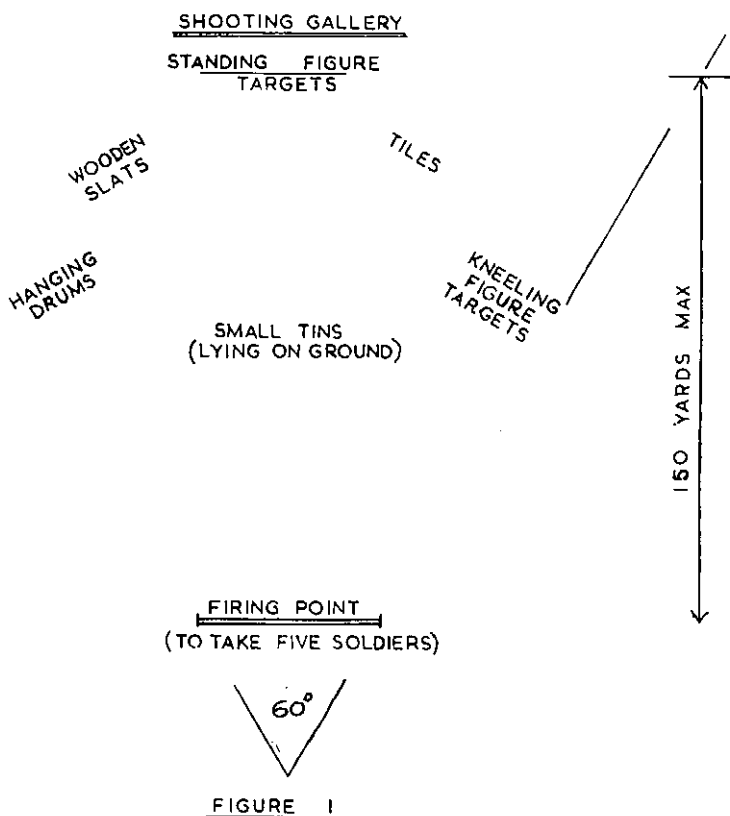 SHOOTING GALLERY
STANDING FIGURE
TARGETS
WOODEN
SLATS
TILES
HANGING
DRUMS
KNEELING
FIGURE
TARGETS
SMALL TINS
(LYING ON GROUND)
150 YARDS MAX
FIRING POINT
(TO TAKE FIVE SOLDIERS)
60°
FIGURE 1